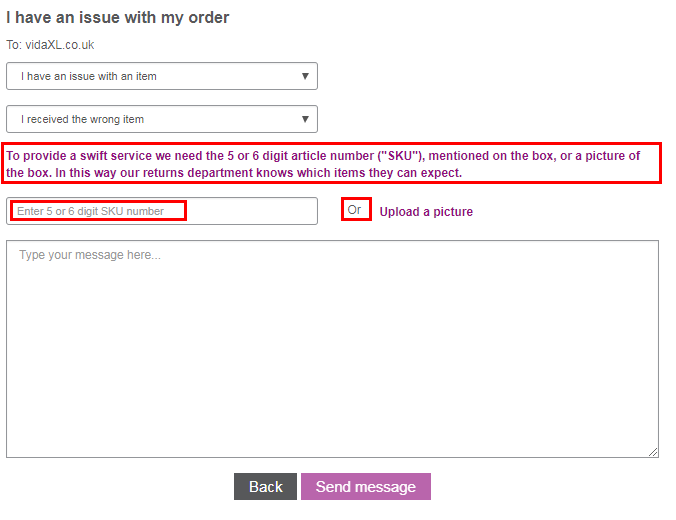 I have an issue with my order
To: vidaXL.co.uk
I have an issue with an item
I received the wrong item
To provide a swift service we need the 5 or 6 digit article number ("SKU"), mentioned on the box, or a picture of
the box. In this way our returns department knows which items they can expect.
Enter 5 or 6 digit SKU number Or Upload a picture
Type your message here...
Back Send message